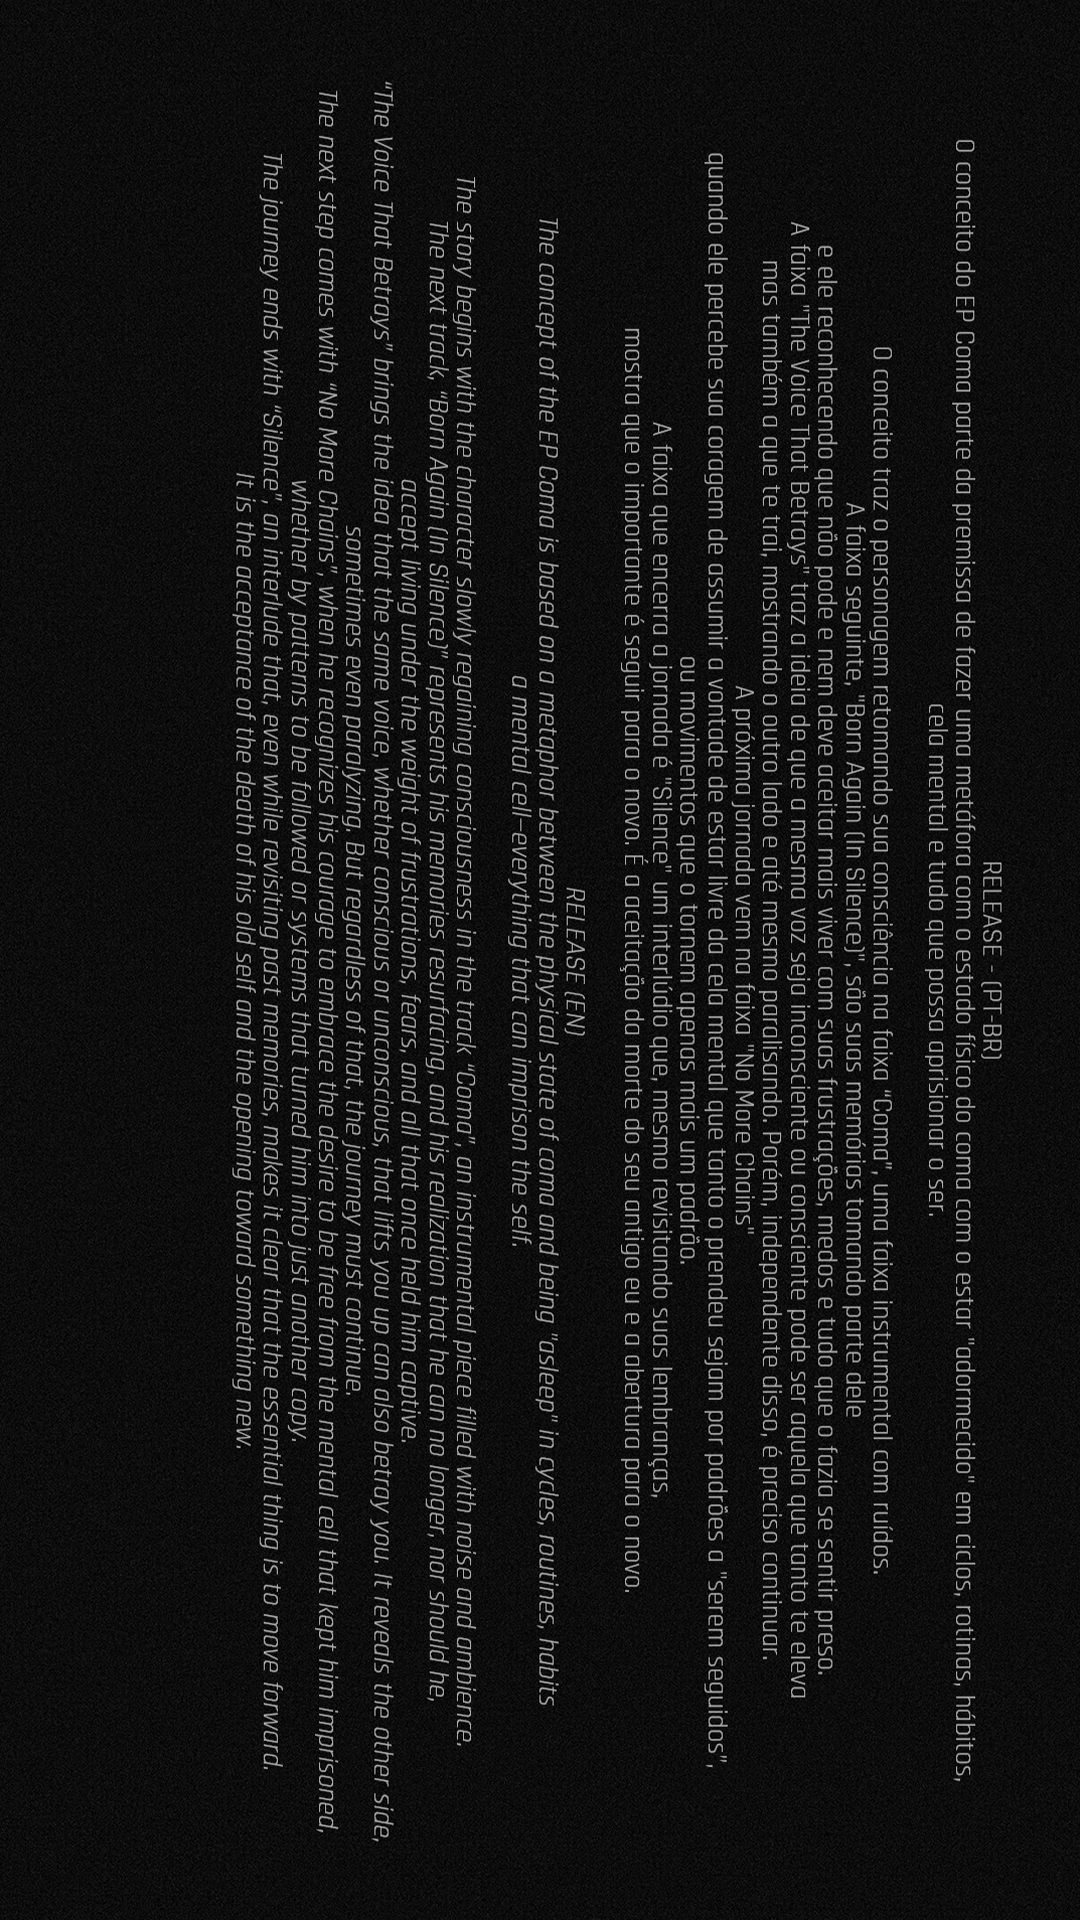 RELEASE - (PT-BR)
O conceito do EP Coma parte da premissa de fazer uma metáfora com o estado físico do coma com o estar "adormecido" em ciclos, rotinas, hábitos,
cela mental e tudo que possa aprisionar o ser.
O conceito traz o personagem retomando sua consciência na faixa “Coma”, uma faixa instrumental com ruídos.
A faixa seguinte, "Born Again (In Silence)", são suas memórias tomando parte dele
e ele reconhecendo que não pode e nem deve aceitar mais viver com suas frustrações, medos e tudo que o fazia se sentir preso.
A faixa "The Voice That Betrays" traz a ideia de que a mesma voz seja inconsciente ou consciente pode ser aquela que tanto te eleva
mas também a que te trai, mostrando o outro lado e até mesmo paralisando. Porém, independente disso, é preciso continuar.
A próxima jornada vem na faixa "No More Chains"
quando ele percebe sua coragem de assumir a vontade de estar livre da cela mental que tanto o prendeu sejam por padrões a "serem seguidos",
ou movimentos que o tornem apenas mais um padrão.
A faixa que encerra a jornada é "Silence" um interlúdio que, mesmo revisitando suas lembranças,
mostra que o importante é seguir para o novo. É a aceitação da morte do seu antigo eu e a abertura para o novo.
RELEASE (EN)
The concept of the EP Coma is based on a metaphor between the physical state of coma and being "asleep" in cycles, routines, habits
a mental cell—everything that can imprison the self.
The story begins with the character slowly regaining consciousness in the track “Coma”, an instrumental piece filled with noise and ambience.
The next track, “Born Again (In Silence)” represents his memories resurfacing, and his realization that he can no longer, nor should he,
accept living under the weight of frustrations, fears, and all that once held him captive.
“The Voice That Betrays” brings the idea that the same voice, whether conscious or unconscious, that lifts you up can also betray you. It reveals the other side,
sometimes even paralyzing. But regardless of that, the journey must continue.
The next step comes with “No More Chains”, when he recognizes his courage to embrace the desire to be free from the mental cell that kept him imprisoned,
whether by patterns to be followed or systems that turned him into just another copy.
The journey ends with “Silence”, an interlude that, even while revisiting past memories, makes it clear that the essential thing is to move forward.
It is the acceptance of the death of his old self and the opening toward something new.